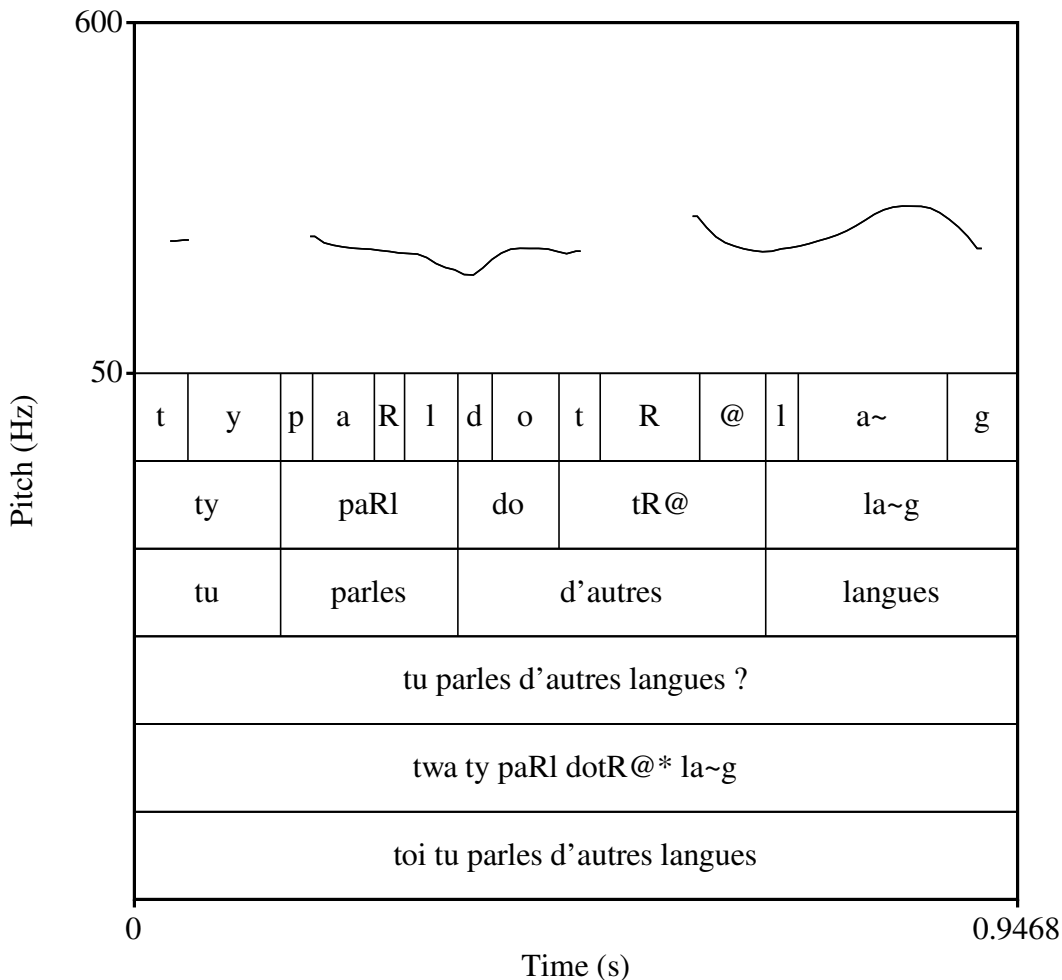 600
50
Pitch (Hz)
t y p a R l d o t R @ l a~ g
ty paRl do tR@ la~g
tu parles d’autres langues
tu parles d’autres langues ?
twa ty paRl dotR@* la~g
toi tu parles d’autres langues
0 0.9468
Time (s)